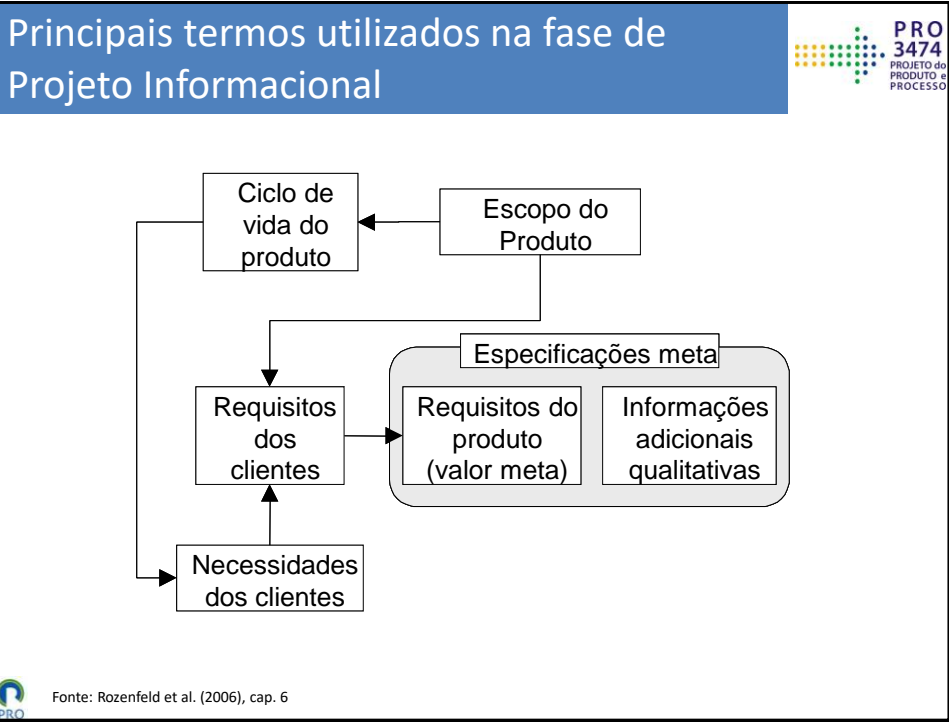 Principais termos utilizados na fase de
Projeto Informacional
PRO
3474
PROJETO do
PRODUTO e
PROCESSO
Ciclo de
vida do
produto
Escopo do
Produto
Especificações meta
Requisitos
dos
clientes
Requisitos do
produto
(valor meta)
Informações
adicionais
qualitativas
Necessidades
dos clientes
PRO
Fonte: Rozenfeld et al. (2006), cap. 6